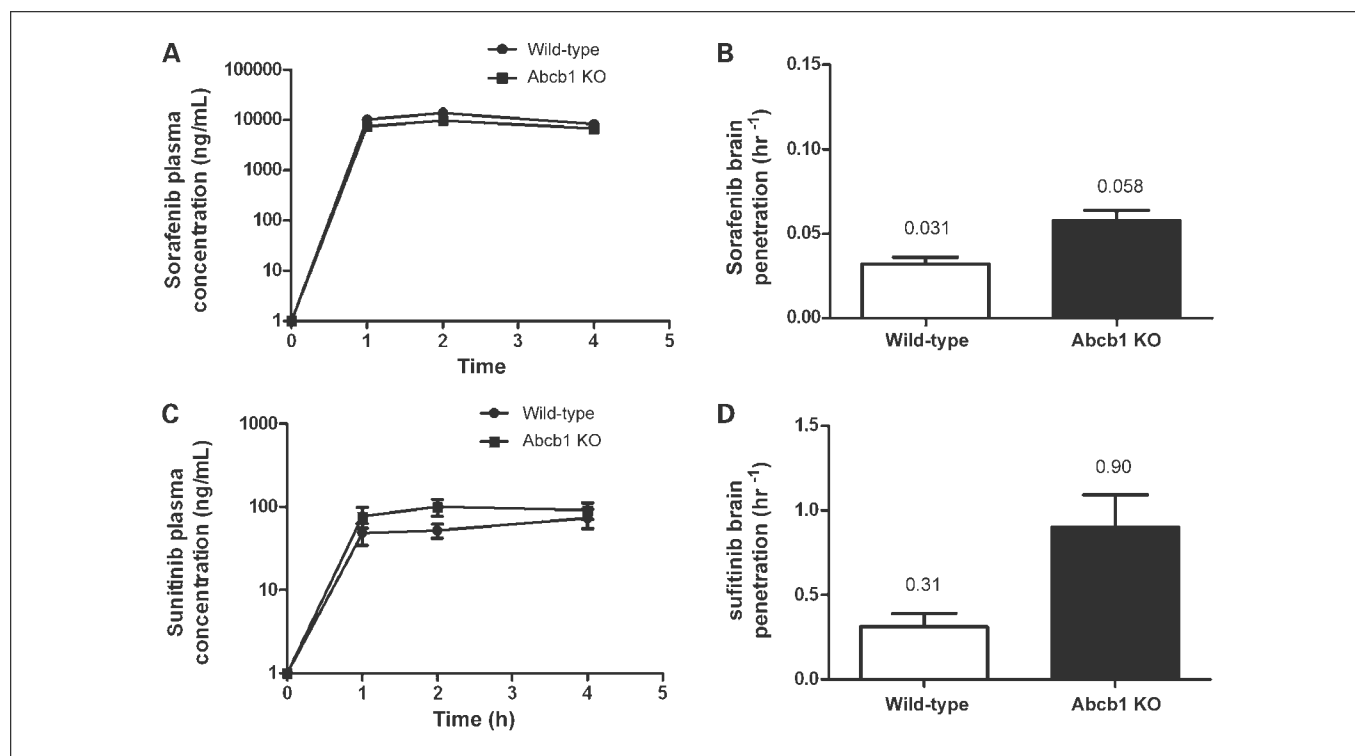 A
Wild-type
Abcb1 KO
Sorafenib plasma
concentration (ng/mL)
100000
10000
1000
100
10
1
0 1 2 3 4 5
Time
B
Sorafenib brain
penetration (hr -1)
0.15
0.10
0.05
0.00
0.031
0.058
Wild-type Abcb1 KO
C
Wild-type
Abcb1 KO
Sunitinib plasma
concentration (ng/mL)
1000
100
10
1
0 1 2 3 4 5
Time (h)
D
sufitinib brain
penetration (hr -1)
1.5
1.0
0.5
0.0
0.31
0.90
Wild-type Abcb1 KO